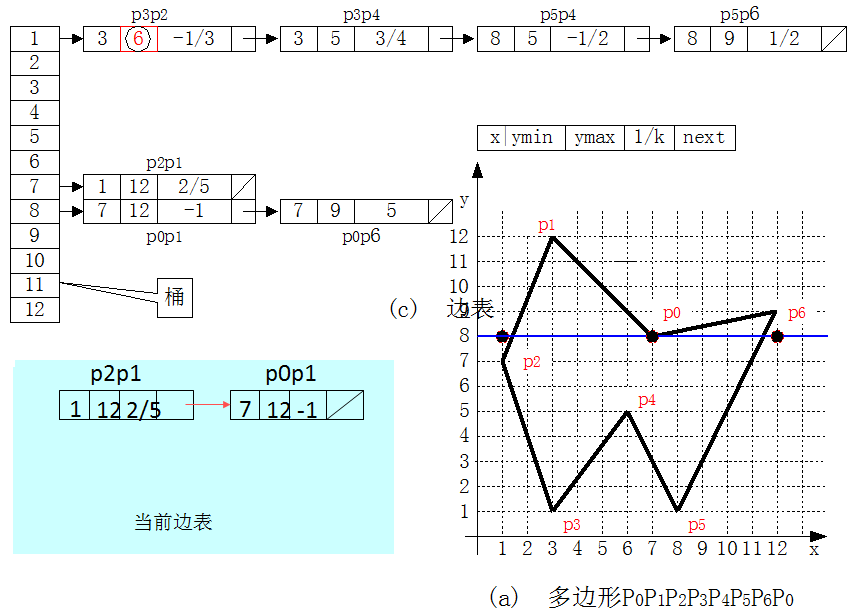 p3p2 p3p4 p5p4 p5p6
1 3 6 -1/3 3 5 3/4 8 5 -1/2 8 9 1/2
2
3
4
5
x|ymin ymax 1/k next
6
p2p1
7 1 12 2/5
8 7 12 -1 7 9 5
9 p0p1 p0p6
10
11
桶
12
(c) 边表
y
p1
12
11
10
9
p0 p6
8
7
p2
6
5
p4
4
3
2
1
p3 p5
1 2 3 4 5 6 7 8 9 10 11 12 x
p2p1 p0p1
1 12 2/5 7 12 -1
当前边表
(a) 多边形P0P1P2P3P4P5P6P0